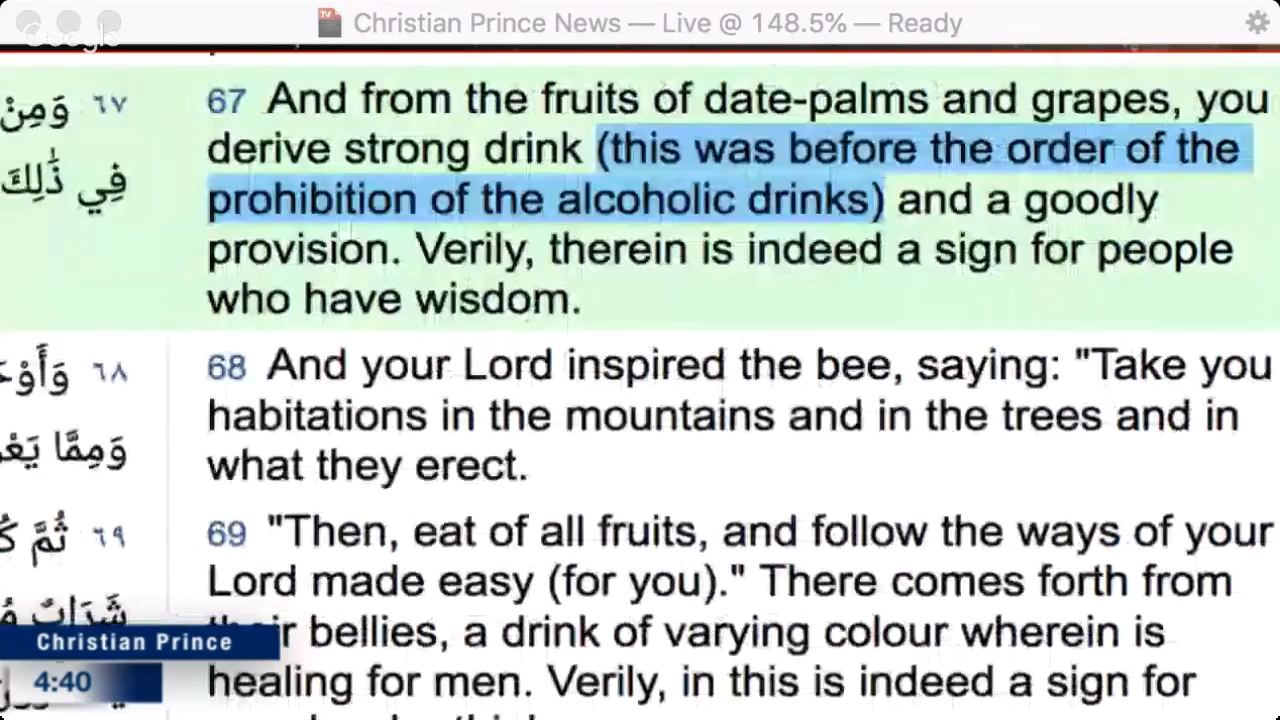 Christian Prince News — Live @ 148.5% — Ready
Google
TV
٦٧ وَمِنْ
67 And from the fruits of date-palms and grapes, you
derive strong drink (this was before the order of the
فِي ذَٰلِكَ
prohibition of the alcoholic drinks) and a goodly
provision. Verily, therein is indeed a sign for people
who have wisdom.
٦٨
68 And your Lord inspired the bee, saying: "Take you
habitations in the mountains and in the trees and in
وَمِمَّا
what they erect.
٦٩ ثُمَّ
69 "Then, eat of all fruits, and follow the ways of your
Lord made easy (for you)." There comes forth from
شَرَابٌ
their bellies, a drink of varying colour wherein is
Christian Prince
healing for men. Verily, in this is indeed a sign for
4:40